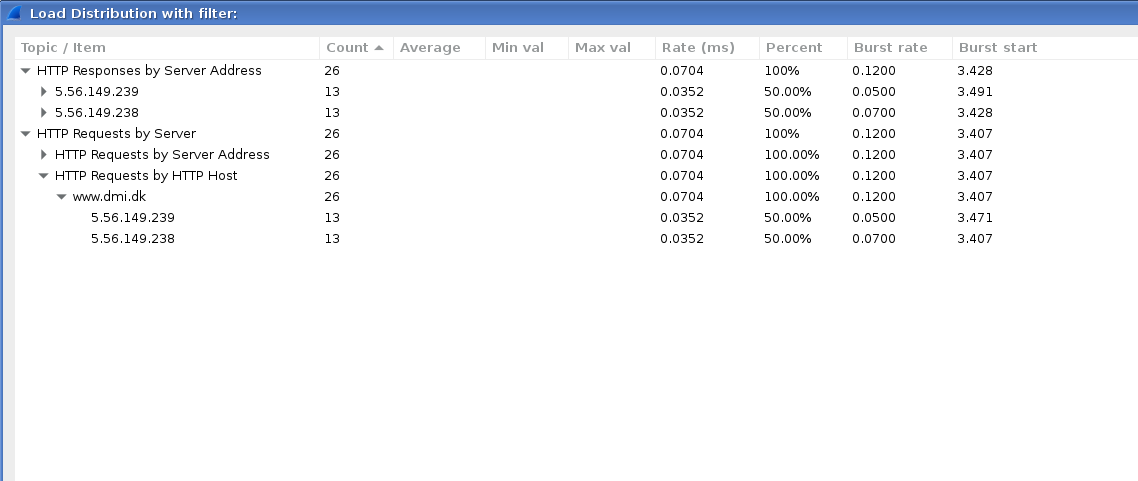 Load Distribution with filter:
Topic / Item Count Average Min val Max val Rate (ms) Percent Burst rate Burst start
HTTP Responses by Server Address 26 0.0704 100% 0.1200 3.428
5.56.149.239 13 0.0352 50.00% 0.0500 3.491
5.56.149.238 13 0.0352 50.00% 0.0700 3.428
HTTP Requests by Server 26 0.0704 100% 0.1200 3.407
HTTP Requests by Server Address 26 0.0704 100.00% 0.1200 3.407
HTTP Requests by HTTP Host 26 0.0704 100.00% 0.1200 3.407
www.dmi.dk 26 0.0704 100.00% 0.1200 3.407
5.56.149.239 13 0.0352 50.00% 0.0500 3.471
5.56.149.238 13 0.0352 50.00% 0.0700 3.407